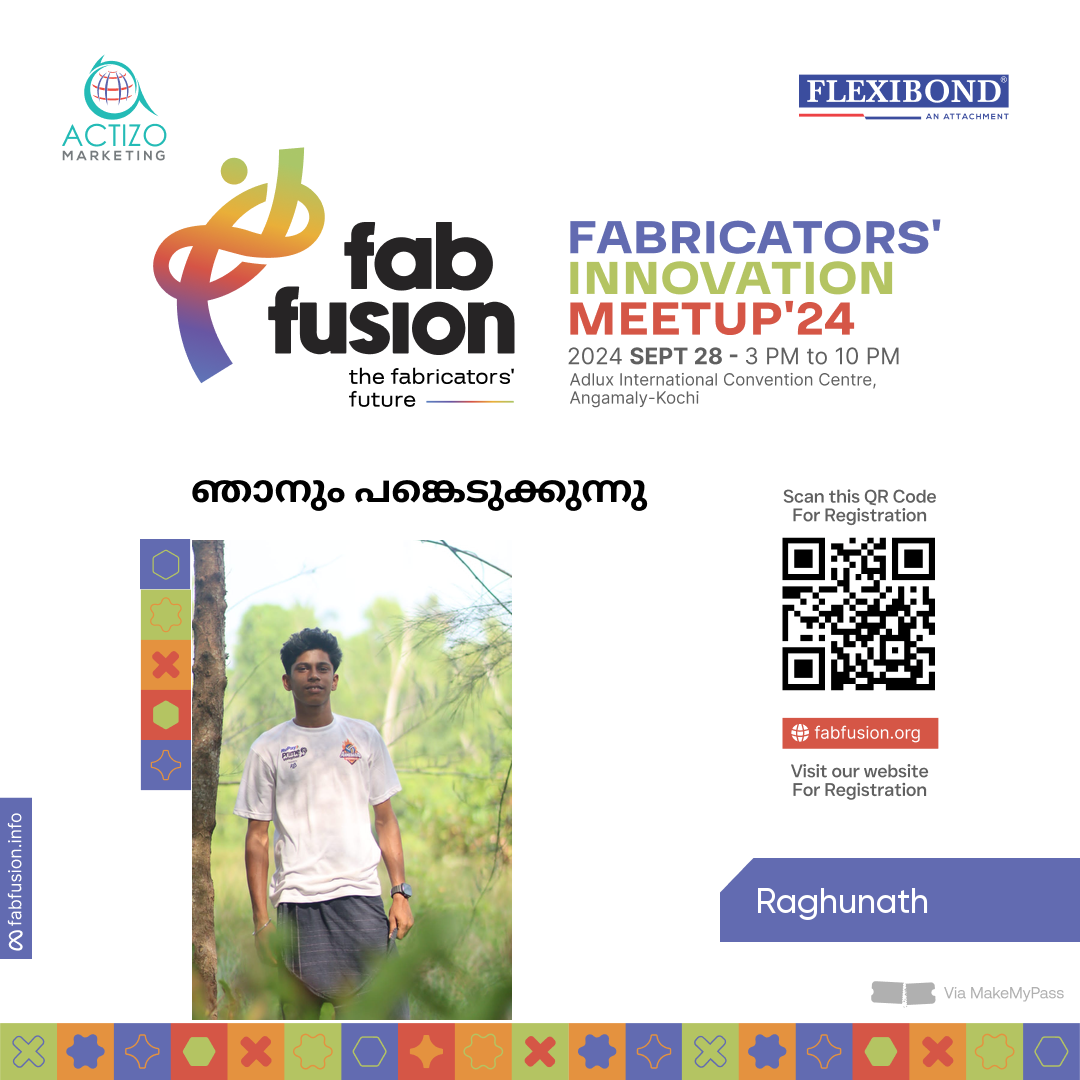 ACTIZO
MARKETING
FLEXIBOND®
AN ATTACHMENT
fab
fusion
the fabricators'
future
FABRICATORS'
INNOVATION
MEETUP'24
2024 SEPT 28 - 3 PM to 10 PM
Adlux International Convention Centre,
Angamaly-Kochi
ഞാനും പങ്കെടുക്കുന്നു
Scan this QR Code
For Registration
fabfusion.org
Visit our website
For Registration
Prime
fabfusion.info
Raghunath
Via MakeMyPass